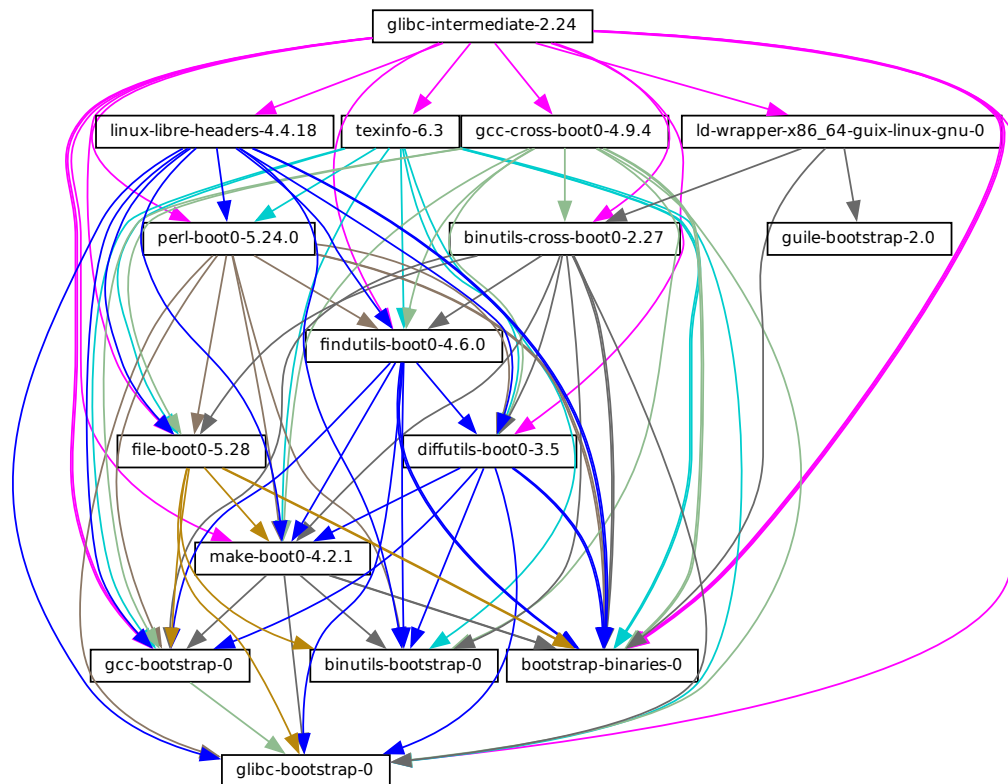 glibc-intermediate-2.24
linux-libre-headers-4.4.18
texinfo-6.3
gcc-cross-boot0-4.9.4
ld-wrapper-x86_64-guix-linux-gnu-0
perl-boot0-5.24.0
binutils-cross-boot0-2.27
guile-bootstrap-2.0
findutils-boot0-4.6.0
file-boot0-5.28
diffutils-boot0-3.5
make-boot0-4.2.1
gcc-bootstrap-0
binutils-bootstrap-0
bootstrap-binaries-0
glibc-bootstrap-0